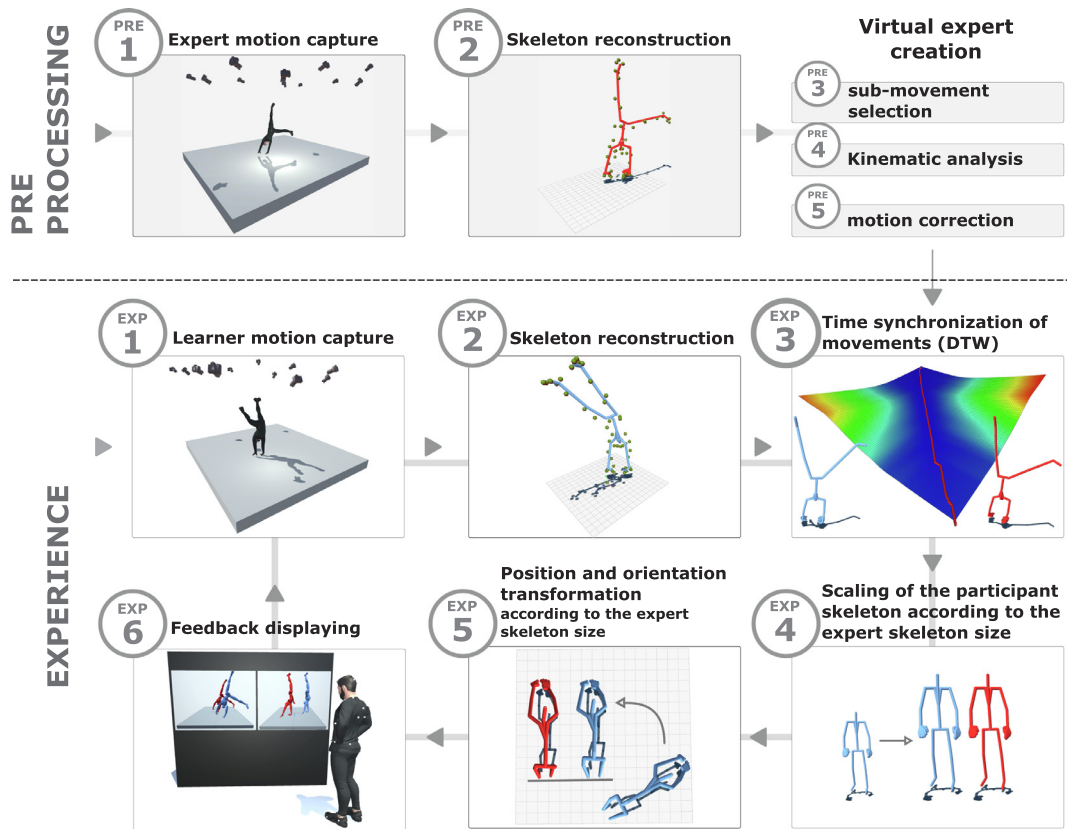 PRE
PROCESSING
PRE
1
Expert motion capture
PRE
2
Skeleton reconstruction
Virtual expert
creation
PRE
3
sub-movement
selection
PRE
4
Kinematic analysis
PRE
5
motion correction
EXPERIENCE
EXP
1
Learner motion capture
EXP
2
Skeleton reconstruction
EXP
3
Time synchronization of
movements (DTW)
EXP
4
Scaling of the participant
skeleton according to the
expert skeleton size
EXP
5
Position and orientation
transformation
according to the expert
skeleton size
EXP
6
Feedback displaying